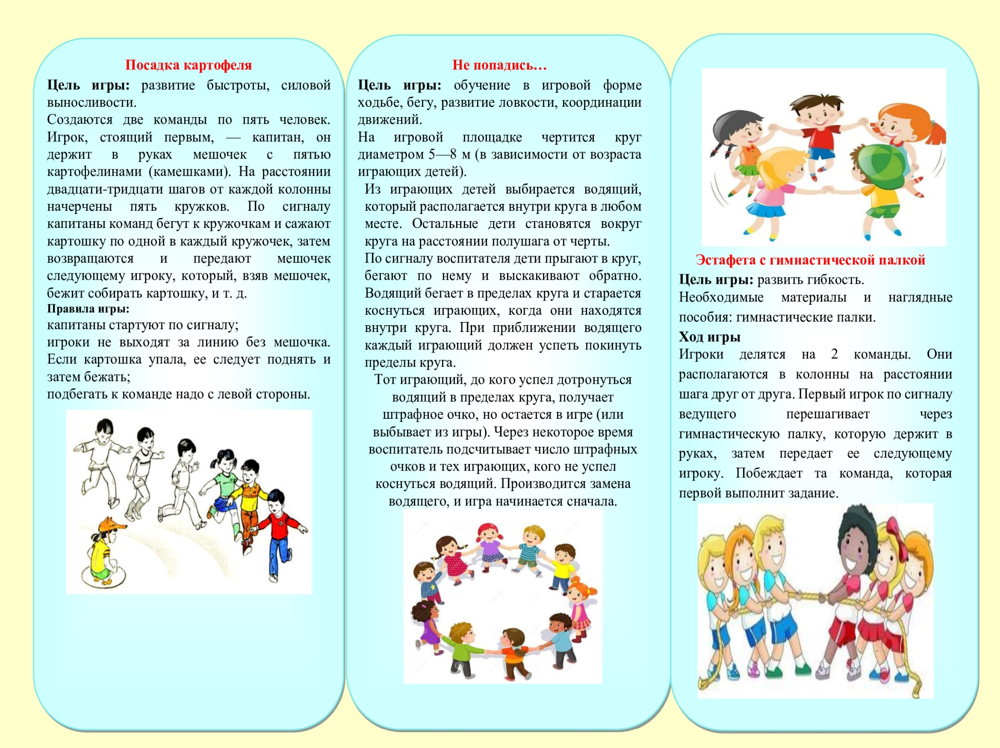 Посадка картофеля
Цель игры: развитие быстроты, силовой
выносливости.
Создаются две команды по пять человек.
Игрок, стоящий первым, — капитан, он
держит в руках мешочек с пятью
картофелинами (камешками). На расстоянии
двадцати-тридцати шагов от каждой колонны
начерчены пять кружков. По сигналу
капитаны команд бегут к кружочкам и сажают
картошку по одной в каждый кружочек, затем
возвращаются и передают мешочек
следующему игроку, который, взяв мешочек,
бежит собирать картошку, и т. д.
Правила игры:
капитаны стартуют по сигналу;
игроки не выходят за линию без мешочка.
Если картошка упала, ее следует поднять и
затем бежать;
подбегать к команде надо с левой стороны.
Не попадись…
Цель игры: обучение в игровой форме
ходьбе, бегу, развитие ловкости, координации
движений.
На игровой площадке чертится круг
диаметром 5—8 м (в зависимости от возраста
играющих детей).
Из играющих детей выбирается водящий,
который располагается внутри круга в любом
месте. Остальные дети становятся вокруг
круга на расстоянии полушага от черты.
По сигналу воспитателя дети прыгают в круг,
бегают по нему и выскакивают обратно.
Водящий бегает в пределах круга и старается
коснуться играющих, когда они находятся
внутри круга. При приближении водящего
каждый играющий должен успеть покинуть
пределы круга.
Тот играющий, до кого успел дотронуться
водящий в пределах круга, получает
штрафное очко, но остается в игре (или
выбывает из игры). Через некоторое время
воспитатель подсчитывает число штрафных
очков и тех играющих, кого не успел
коснуться водящий. Производится замена
водящего, и игра начинается сначала.
Эстафета с гимнастической палкой
Цель игры: развить гибкость.
Необходимые материалы и наглядные
пособия: гимнастические палки.
Ход игры
Игроки делятся на 2 команды. Они
располагаются в колонны на расстоянии
шага друг от друга. Первый игрок по сигналу
ведущего перешагивает через
гимнастическую палку, которую держит в
руках, затем передает ее следующему
игроку. Побеждает та команда, которая
первой выполнит задание.